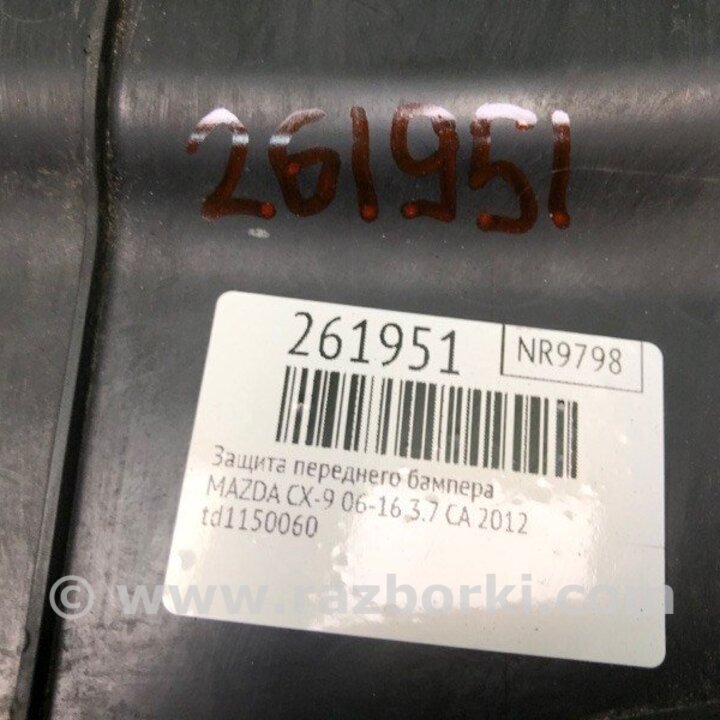 261951
261951 NR9798
Защита переднего бампера
MAZDA CX-9 06-16 3.7 CA 2012
td1150060
© www.razborki.com